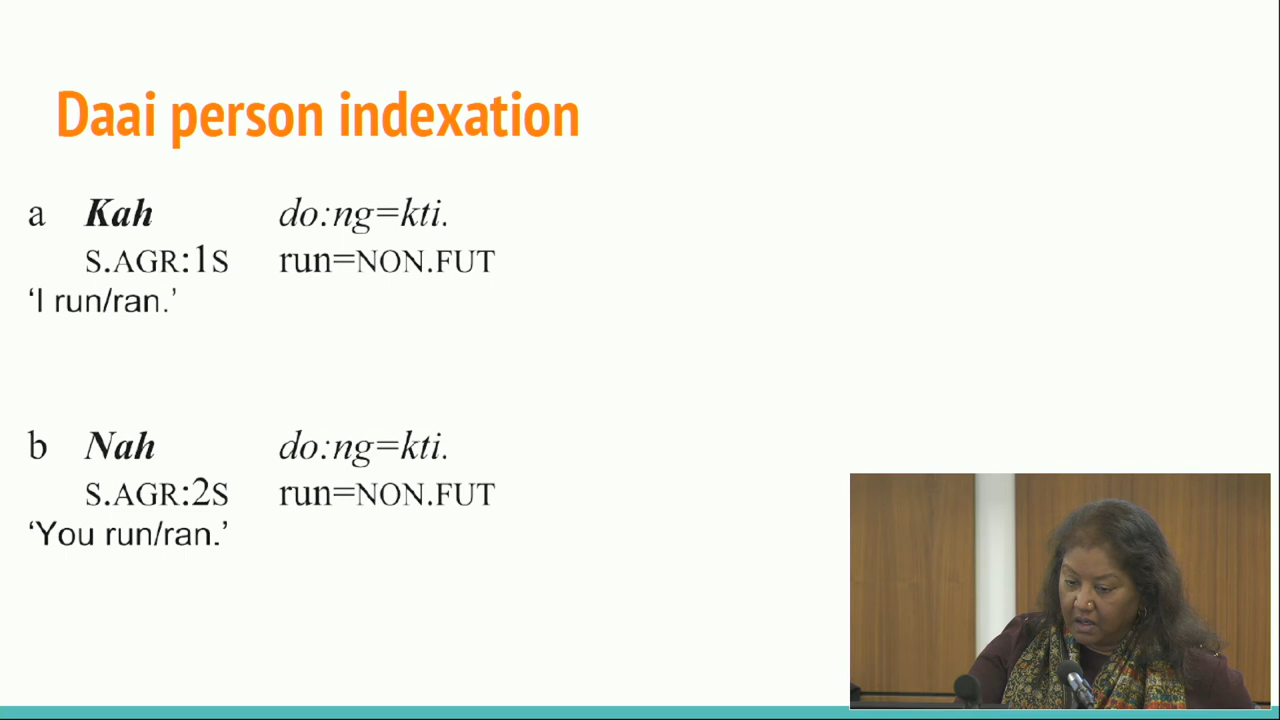 Daai person indexation
a Kah do:ng=kti.
S.AGR:1S run=NON.FUT
‘I run/ran.’
b Nah do:ng=kti.
S.AGR:2S run=NON.FUT
‘You run/ran.’